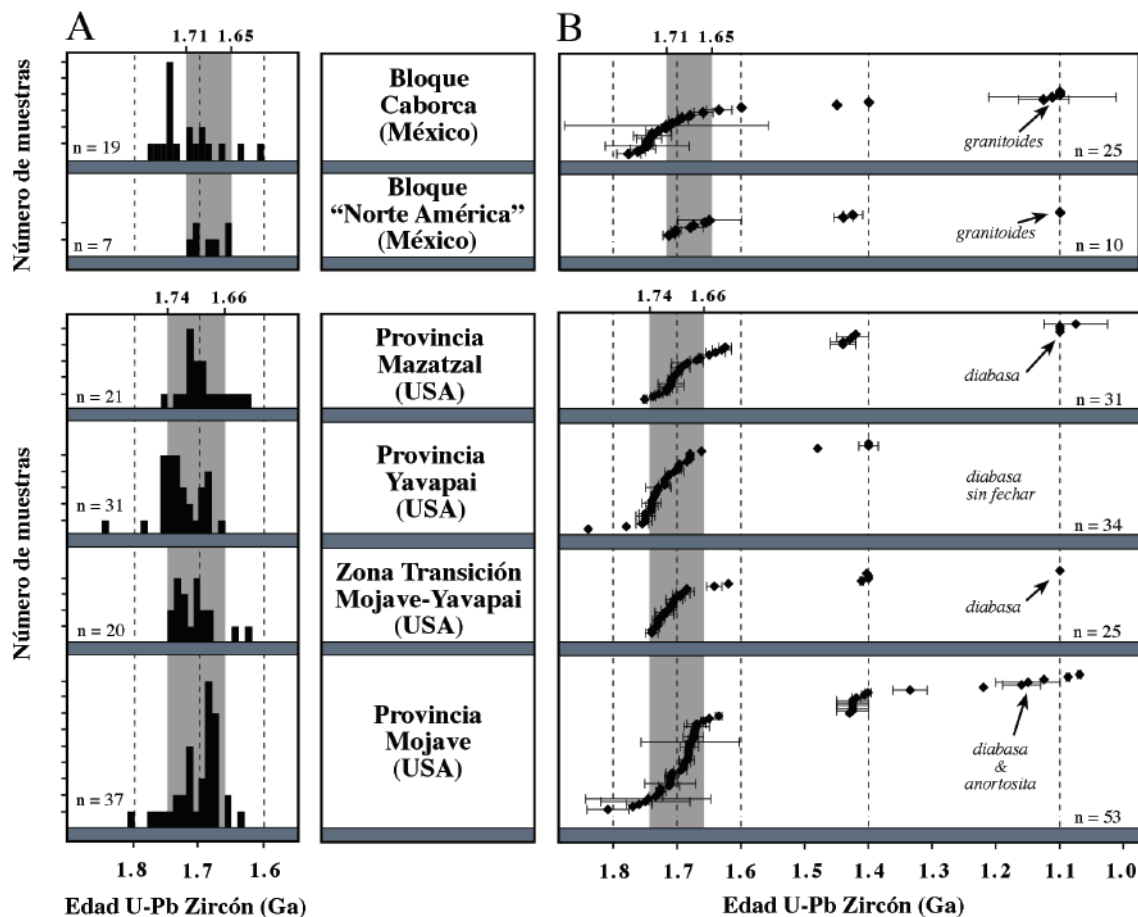 A
B
1.71 1.65
1.71 1.65
Número de muestras
n = 19
Bloque
Caborca
(México)
granitoides
n = 25
n = 7
Bloque
“Norte América”
(México)
granitoides
n = 10
1.74 1.66
1.74 1.66
Número de muestras
n = 21
Provincia
Mazatzal
(USA)
diabasa
n = 31
n = 31
Provincia
Yavapai
(USA)
diabasa
sin fechar
n = 34
n = 20
Zona Transición
Mojave-Yavapai
(USA)
diabasa
n = 25
n = 37
Provincia
Mojave
(USA)
diabasa
&
anortosita
n = 53
1.8 1.7 1.6
1.8 1.7 1.6 1.5 1.4 1.3 1.2 1.1 1.0
Edad U-Pb Zircón (Ga)
Edad U-Pb Zircón (Ga)